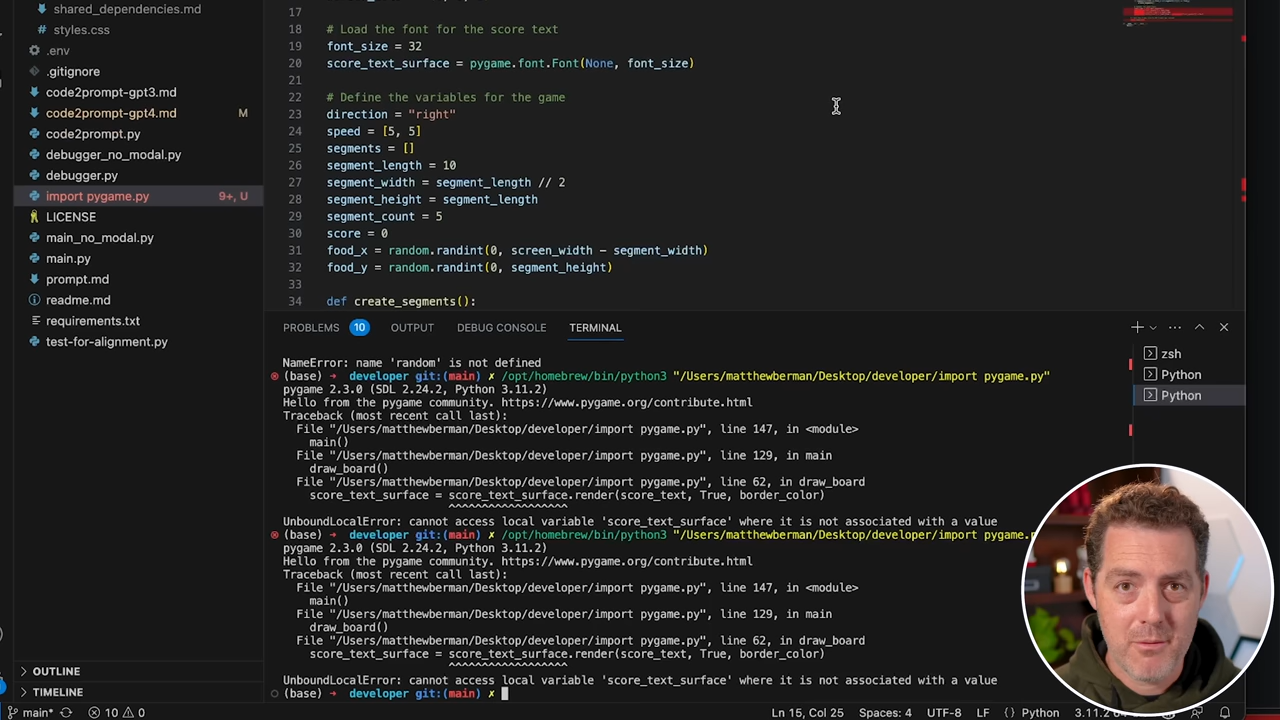 shared_dependencies.md
styles.css
.env
.gitignore
code2prompt-gpt3.md
code2prompt-gpt4.md M
code2prompt.py
debugger_no_modal.py
debugger.py
import pygame.py 9+, U
LICENSE
main_no_modal.py
main.py
prompt.md
readme.md
requirements.txt
test-for-alignment.py
OUTLINE
TIMELINE
17
18 # Load the font for the score text
19 font_size = 32
20 score_text_surface = pygame.font.Font(None, font_size)
21
22 # Define the variables for the game
23 direction = "right"
24 speed = [5, 5]
25 segments = []
26 segment_length = 10
27 segment_width = segment_length // 2
28 segment_height = segment_length
29 segment_count = 5
30 score = 0
31 food_x = random.randint(0, screen_width - segment_width)
32 food_y = random.randint(0, segment_height)
33
34 def create_segments():
PROBLEMS 10 OUTPUT DEBUG CONSOLE TERMINAL
NameError: name 'random' is not defined
(base) → developer git:(main) ✗ /opt/homebrew/bin/python3 "/Users/matthewberman/Desktop/developer/import pygame.py"
pygame 2.3.0 (SDL 2.24.2, Python 3.11.2)
Hello from the pygame community. https://www.pygame.org/contribute.html
Traceback (most recent call last):
File "/Users/matthewberman/Desktop/developer/import pygame.py", line 147, in <module>
main()
File "/Users/matthewberman/Desktop/developer/import pygame.py", line 129, in main
draw_board()
File "/Users/matthewberman/Desktop/developer/import pygame.py", line 62, in draw_board
score_text_surface = score_text_surface.render(score_text, True, border_color)
^^^^^^^^^^^^^^^^^^
UnboundLocalError: cannot access local variable 'score_text_surface' where it is not associated with a value
(base) → developer git:(main) ✗ /opt/homebrew/bin/python3 "/Users/matthewberman/Desktop/developer/import pygame.p
pygame 2.3.0 (SDL 2.24.2, Python 3.11.2)
Hello from the pygame community. https://www.pygame.org/contribute.html
Traceback (most recent call last):
File "/Users/matthewberman/Desktop/developer/import pygame.py", line 147, in <module>
main()
File "/Users/matthewberman/Desktop/developer/import pygame.py", line 129, in main
draw_board()
File "/Users/matthewberman/Desktop/developer/import pygame.py", line 62, in draw_board
score_text_surface = score_text_surface.render(score_text, True, border_color)
^^^^^^^^^^^^^^^^^^
UnboundLocalError: cannot access local variable 'score_text_surface' where it is not associated with a value
(base) → developer git:(main) ✗
zsh
Python
Python
main* 10 0 Ln 15, Col 25 Spaces: 4 UTF-8 LF Python 3.11.2